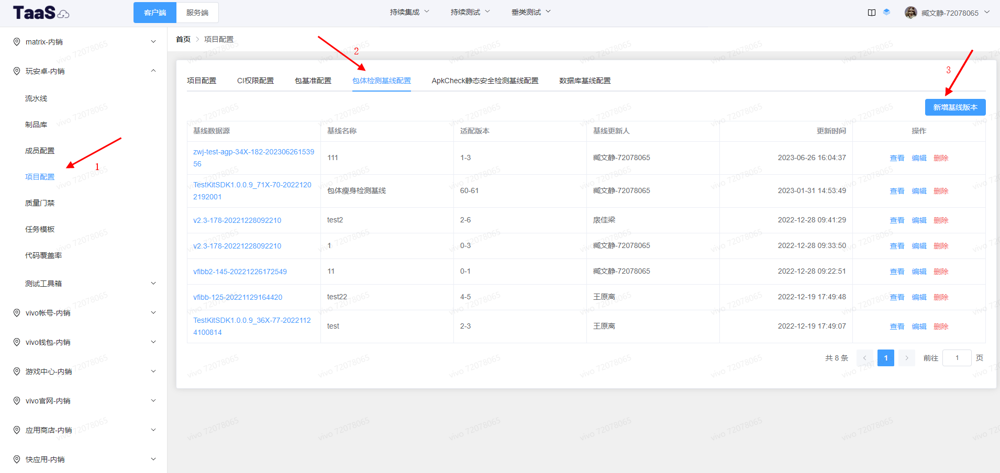 TaaS
客户端
服务端
持续集成
持续测试
垂类测试
臧文静-72078065
matrix-内销
玩安卓-内销
流水线
制品库
成员配置
项目配置
质量门禁
任务模板
代码覆盖率
测试工具箱
vivo帐号-内销
vivo钱包-内销
游戏中心-内销
vivo官网-内销
应用商店-内销
快应用-内销
1
首页 > 项目配置
2
3
项目配置
CI权限配置
包基准配置
包体检测基线配置
ApkCheck静态安全检测基线配置
数据库基线配置
新增基线版本
基线数据源 基线名称 适配版本 基线更新人 更新时间 操作
zwj-test-agp-34X-182-202306261539
56
111 1-3 臧文静-72078065 2023-06-26 16:04:37 查看 编辑 删除
TestKitSDK1.0.0.9_71X-70-2022120
2192001
包体瘦身检测基线 60-61 臧文静-72078065 2023-01-31 14:53:49 查看 编辑 删除
v2.3-178-20221228092210 test2 2-6 扆佳梁 2022-12-28 09:41:29 查看 编辑 删除
v2.3-178-20221228092210 1 0-3 臧文静-72078065 2022-12-28 09:33:50 查看 编辑 删除
vfibb2-145-20221226172549 11 0-1 臧文静-72078065 2022-12-28 09:22:51 查看 编辑 删除
vfibb-125-20221129164420 test22 4-5 王原离 2022-12-19 17:49:48 查看 编辑 删除
TestKitSDK1.0.0.9_36X-77-2022112
4100814
test 2-3 王原离 2022-12-19 17:49:07 查看 编辑 删除
共 8 条 < 1 > 前往 1 页
vivo 72078065